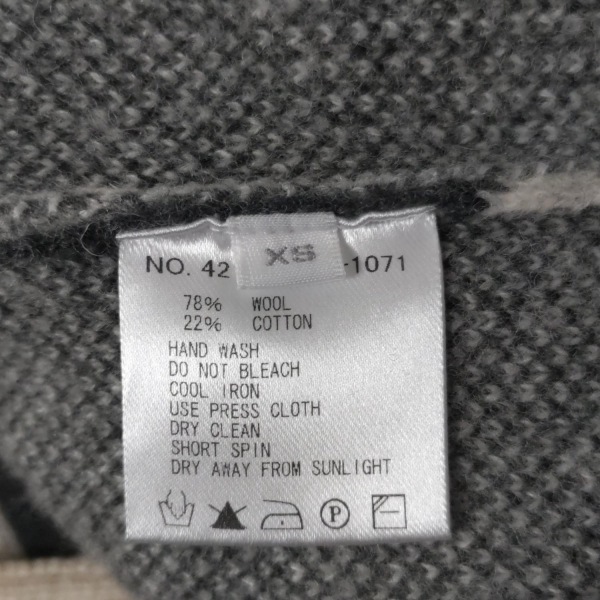 XS
NO. 42 -1071
78% WOOL
22% COTTON
HAND WASH
DO NOT BLEACH
COOL IRON
USE PRESS CLOTH
DRY CLEAN
SHORT SPIN
DRY AWAY FROM SUNLIGHT
P